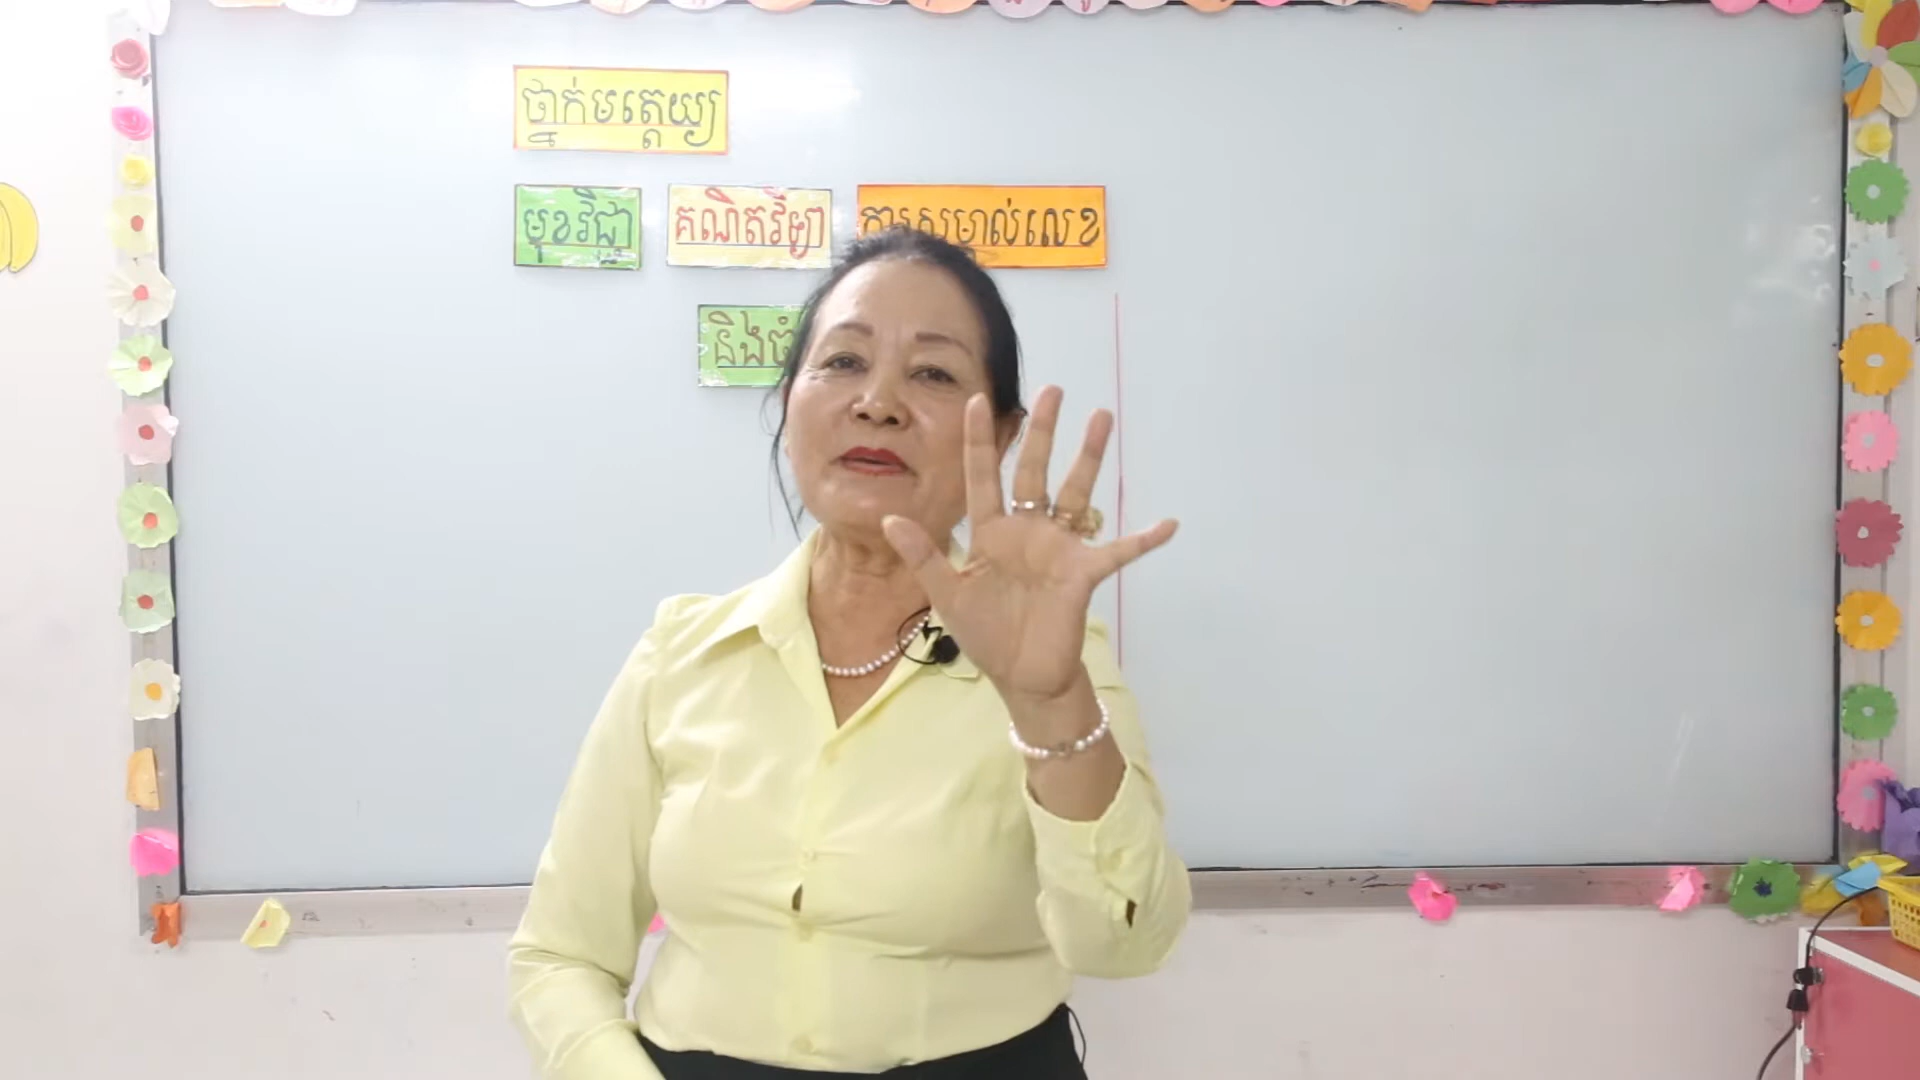 ថ្នាក់មត្តេយ្យ
មុខវិជ្ជា គណិតវិទ្យា ការសម្គាល់លេខ
និង